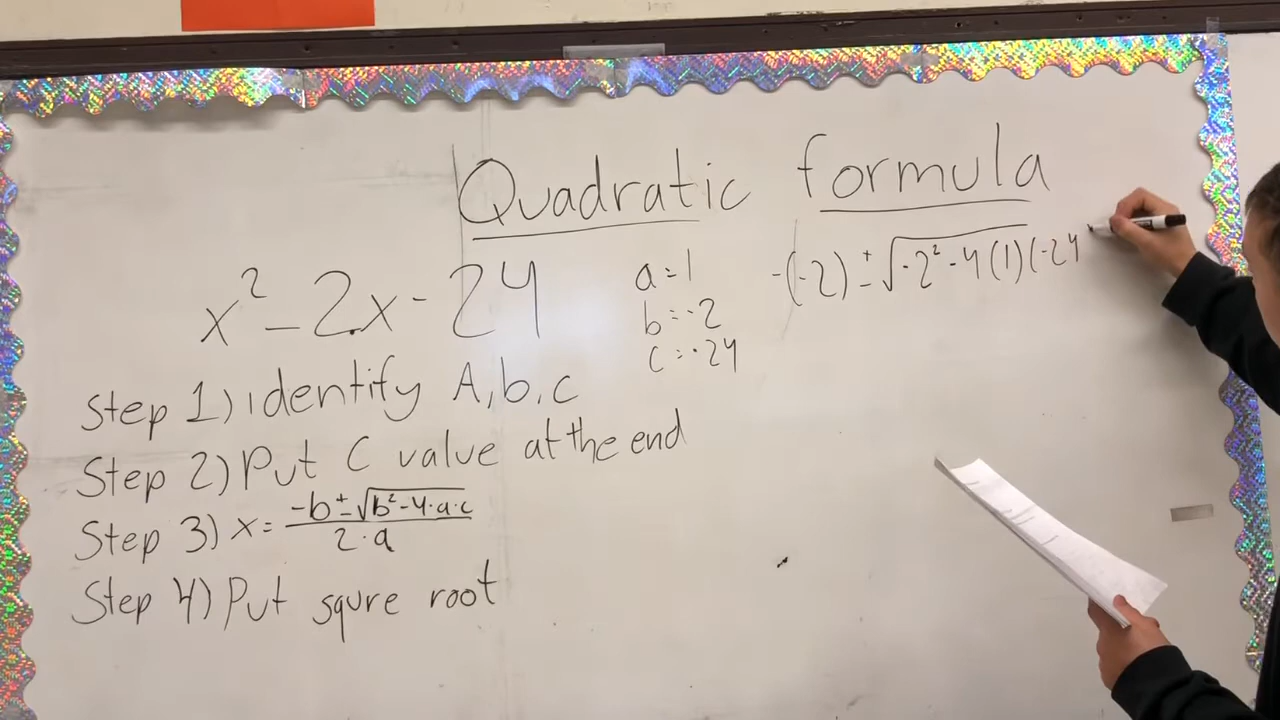 Quadratic formula
x² - 2x - 24
a = 1
b = -2
c = -24
-(-2) ± √-2² - 4(1)(-24
Step 1) identify A, b, c
Step 2) Put C value at the end
Step 3) x = -b ± √b² - 4·a·c / 2·a
Step 4) Put squre root